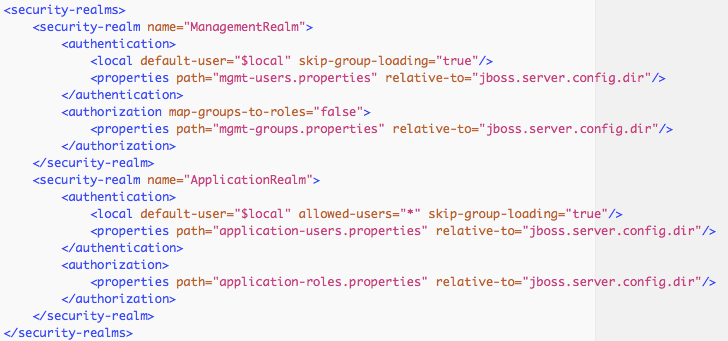 <security-realms>
    <security-realm name="ManagementRealm">
        <authentication>
            <local default-user="$local" skip-group-loading="true"/>
            <properties path="mgmt-users.properties" relative-to="jboss.server.config.dir"/>
        </authentication>
        <authorization map-groups-to-roles="false">
            <properties path="mgmt-groups.properties" relative-to="jboss.server.config.dir"/>
        </authorization>
    </security-realm>
    <security-realm name="ApplicationRealm">
        <authentication>
            <local default-user="$local" allowed-users="*" skip-group-loading="true"/>
            <properties path="application-users.properties" relative-to="jboss.server.config.dir"/>
        </authentication>
        <authorization>
            <properties path="application-roles.properties" relative-to="jboss.server.config.dir"/>
        </authorization>
    </security-realm>
</security-realms>